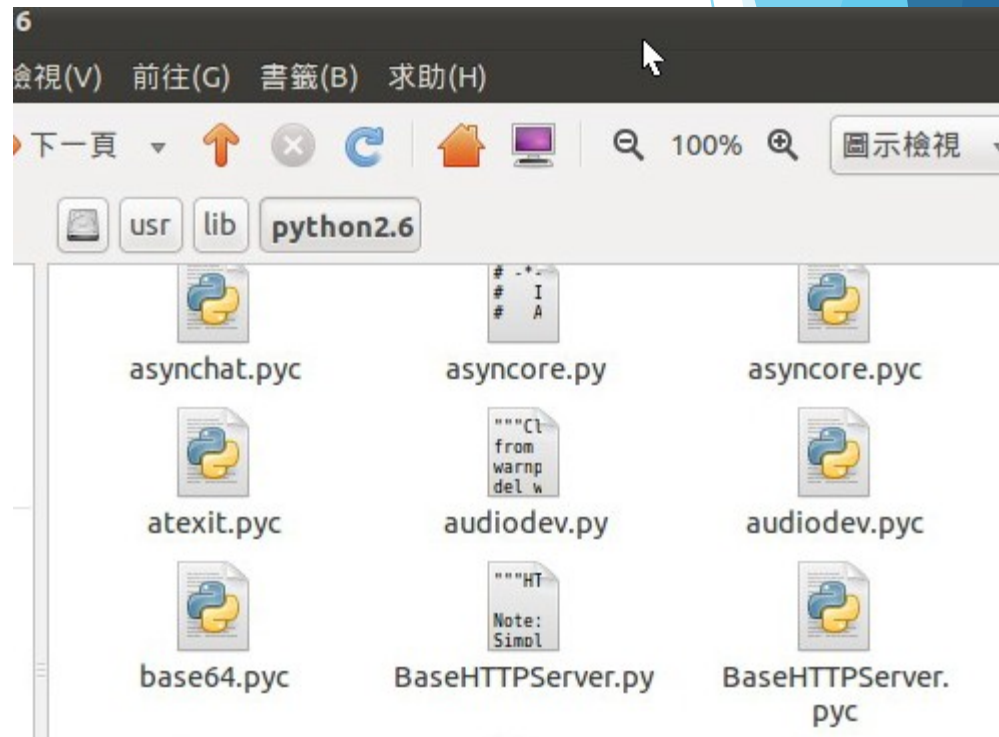 6
檢視(V) 前往(G) 書籤(B) 求助(H)
下一頁 100% 圖示檢視
usr lib python2.6
# -*-
# I
# A
asynchat.pyc asyncore.py asyncore.pyc
"""Cl
from
warnp
del w
atexit.pyc audiodev.py audiodev.pyc
"""HT
Note:
Simpl
base64.pyc BaseHTTPServer.py BaseHTTPServer.
pyc